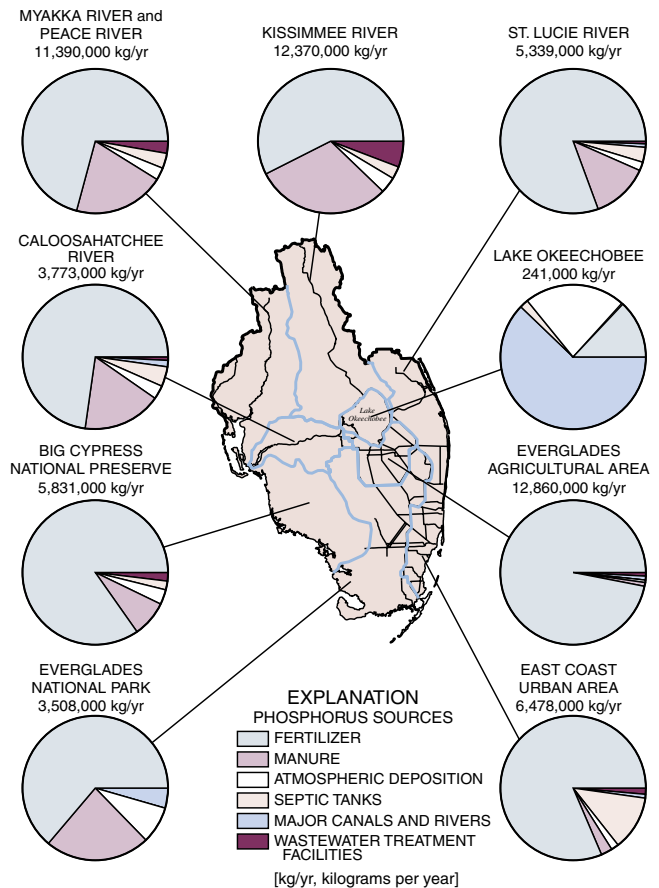 MYAKKA RIVER and
PEACE RIVER
11,390,000 kg/yr
KISSIMMEE RIVER
12,370,000 kg/yr
ST. LUCIE RIVER
5,339,000 kg/yr
CALOOSAHATCHEE
RIVER
3,773,000 kg/yr
LAKE OKEECHOBEE
241,000 kg/yr
Lake
Okeechobee
BIG CYPRESS
NATIONAL PRESERVE
5,831,000 kg/yr
EVERGLADES
AGRICULTURAL AREA
12,860,000 kg/yr
EVERGLADES
NATIONAL PARK
3,508,000 kg/yr
EAST COAST
URBAN AREA
6,478,000 kg/yr
EXPLANATION
PHOSPHORUS SOURCES
FERTILIZER
MANURE
ATMOSPHERIC DEPOSITION
SEPTIC TANKS
MAJOR CANALS AND RIVERS
WASTEWATER TREATMENT
FACILITIES
[kg/yr, kilograms per year]